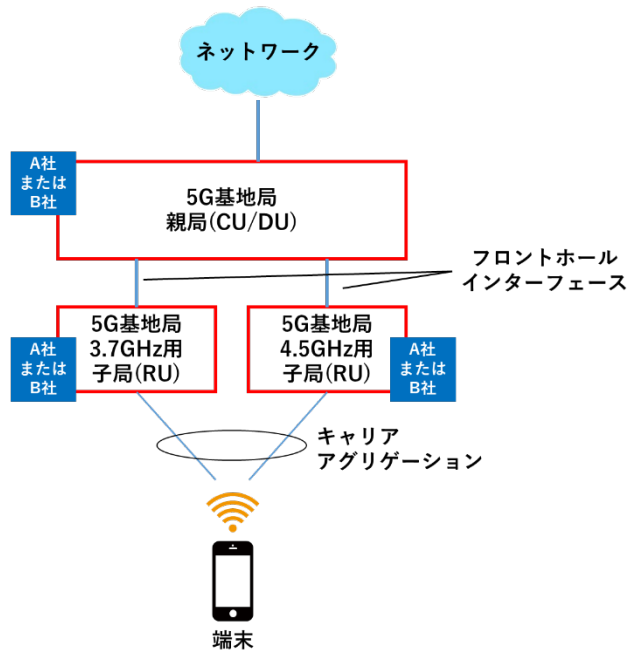 ネットワーク
A社
または
B社
5G基地局
親局(CU/DU)
フロントホール
インターフェース
5G基地局
3.7GHz用
子局(RU)
A社
または
B社
5G基地局
4.5GHz用
子局(RU)
A社
または
B社
キャリア
アグリゲーション
端末